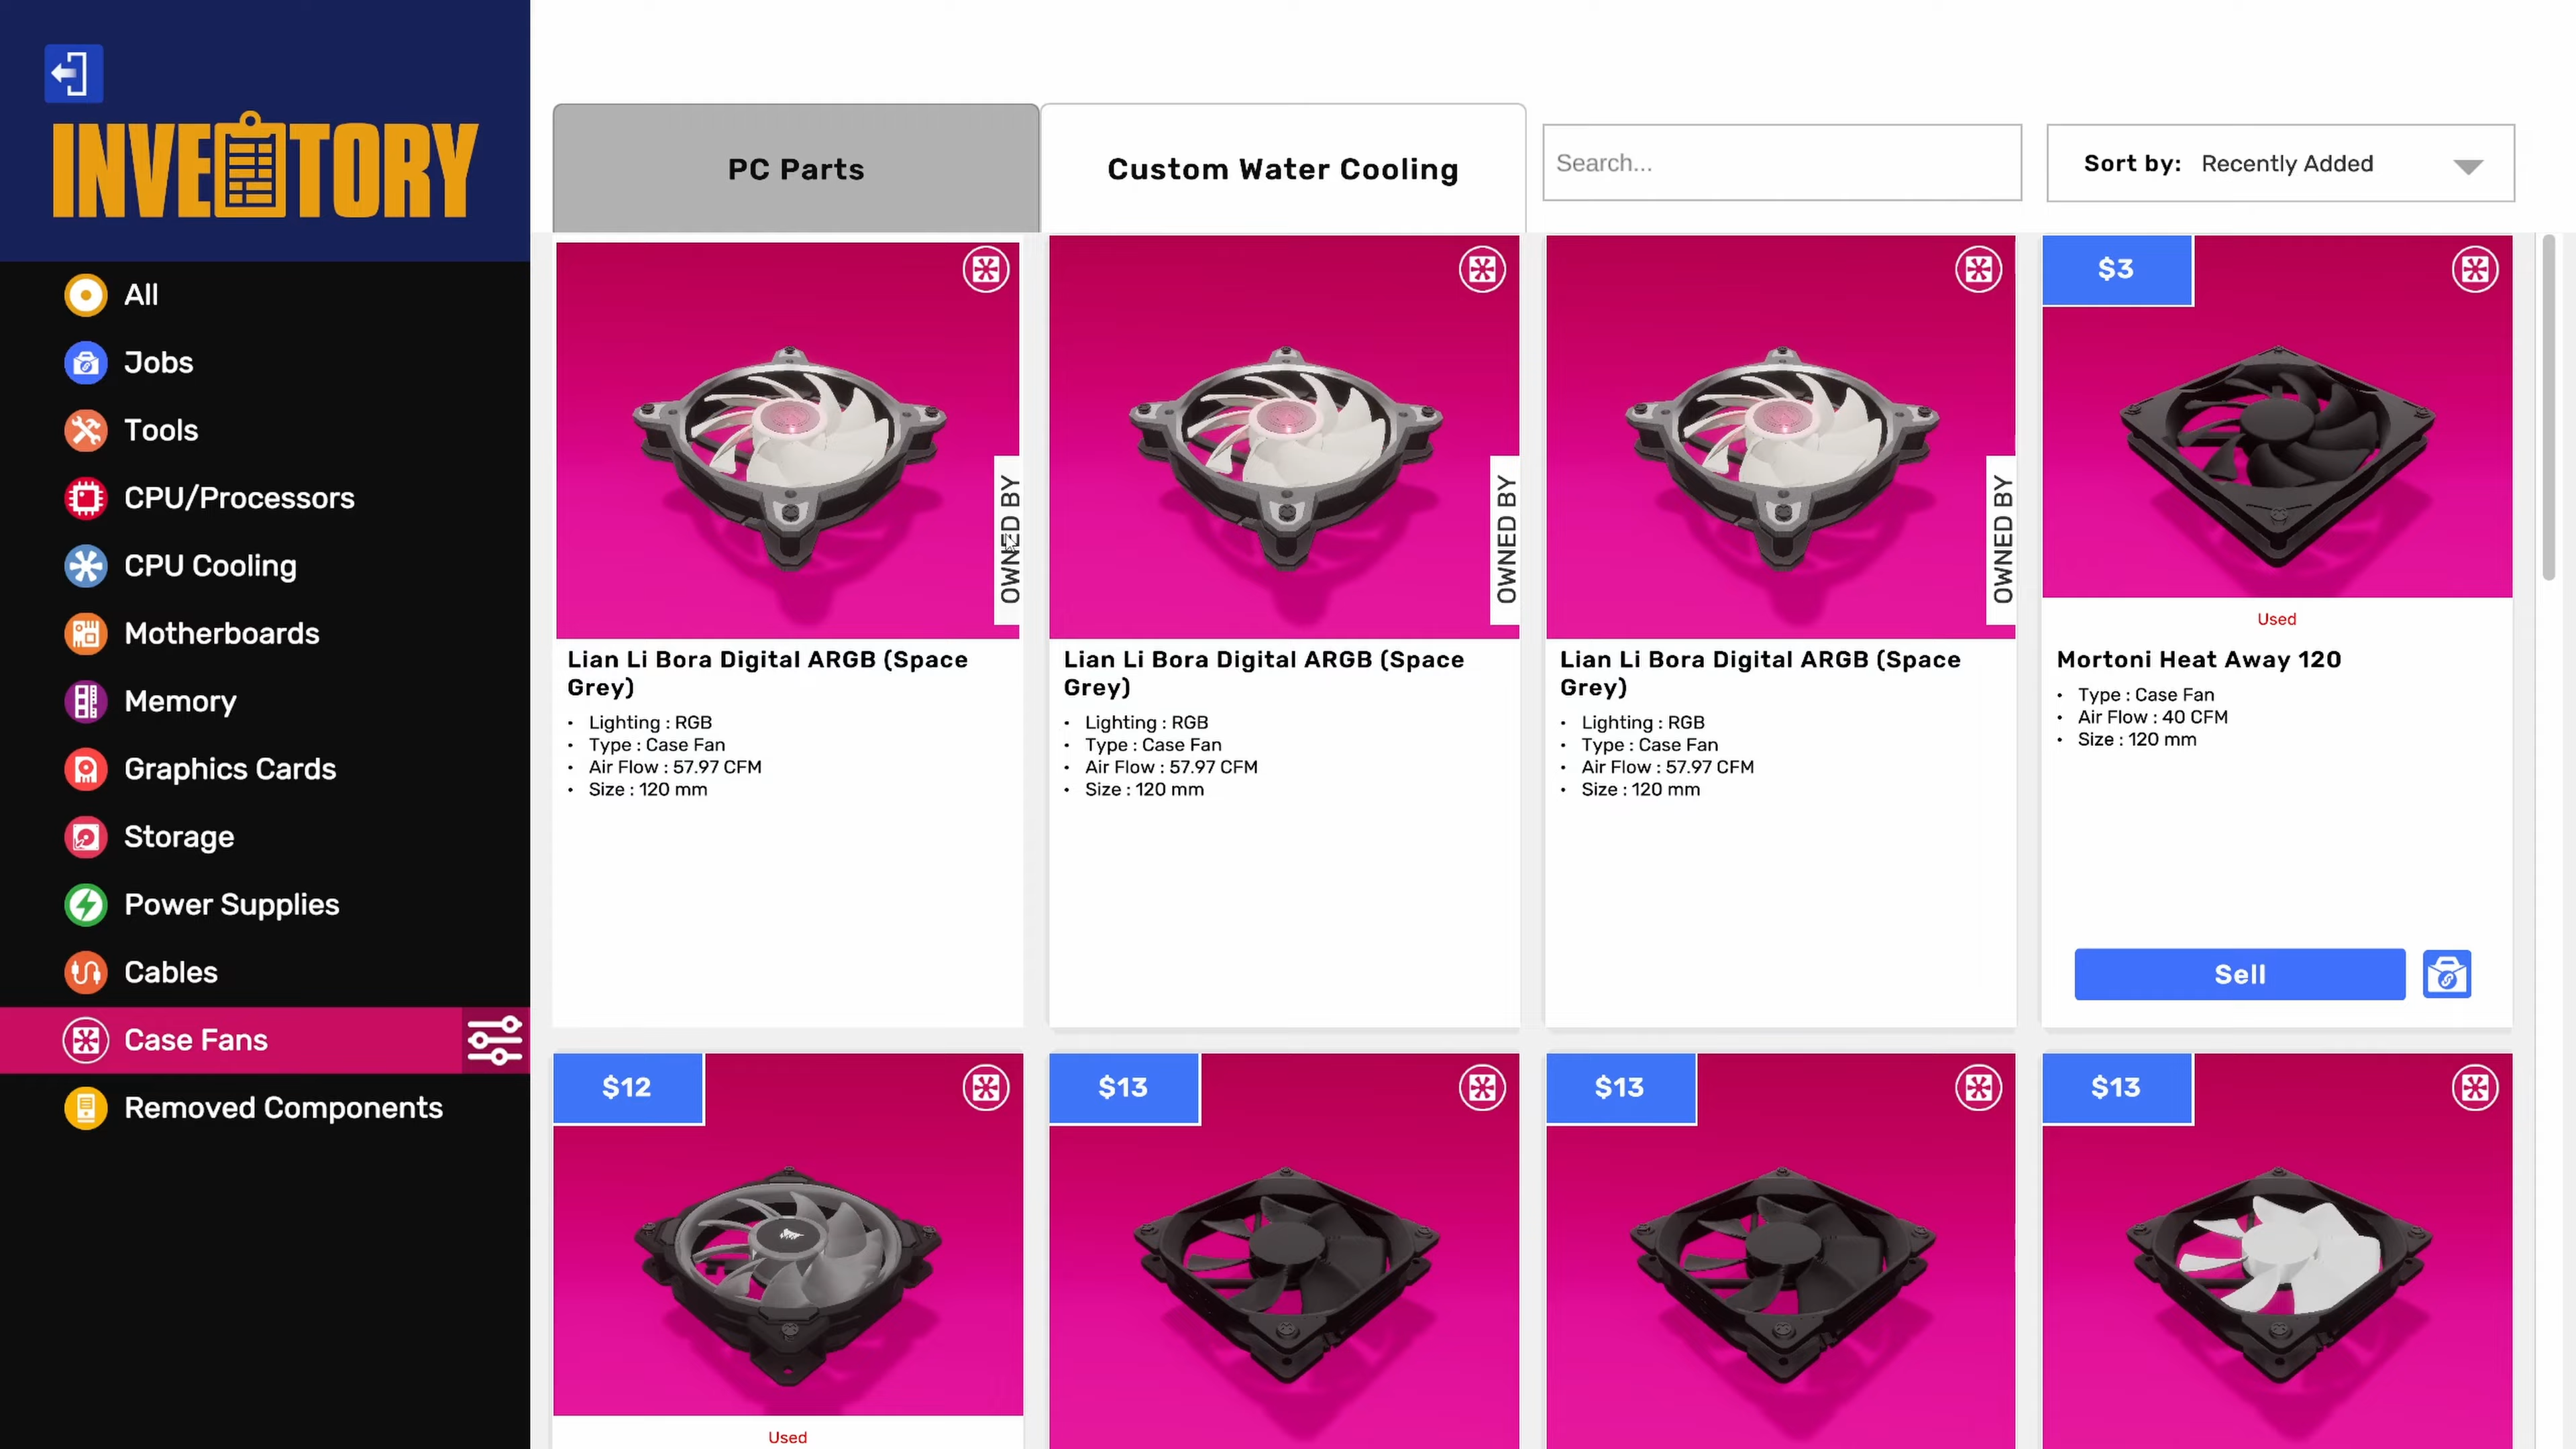 INVENTORY
All
Jobs
Tools
CPU/Processors
CPU Cooling
Motherboards
Memory
Graphics Cards
Storage
Power Supplies
Cables
Case Fans
Removed Components
PC Parts
Custom Water Cooling
Search...
Sort by: Recently Added
OWNED BY
Lian Li Bora Digital ARGB (Space
Grey)
• Lighting : RGB
• Type : Case Fan
• Air Flow : 57.97 CFM
• Size : 120 mm
OWNED BY
Lian Li Bora Digital ARGB (Space
Grey)
• Lighting : RGB
• Type : Case Fan
• Air Flow : 57.97 CFM
• Size : 120 mm
OWNED BY
Lian Li Bora Digital ARGB (Space
Grey)
• Lighting : RGB
• Type : Case Fan
• Air Flow : 57.97 CFM
• Size : 120 mm
$3
Used
Mortoni Heat Away 120
• Type : Case Fan
• Air Flow : 40 CFM
• Size : 120 mm
Sell
$12
Used
$13
$13
$13